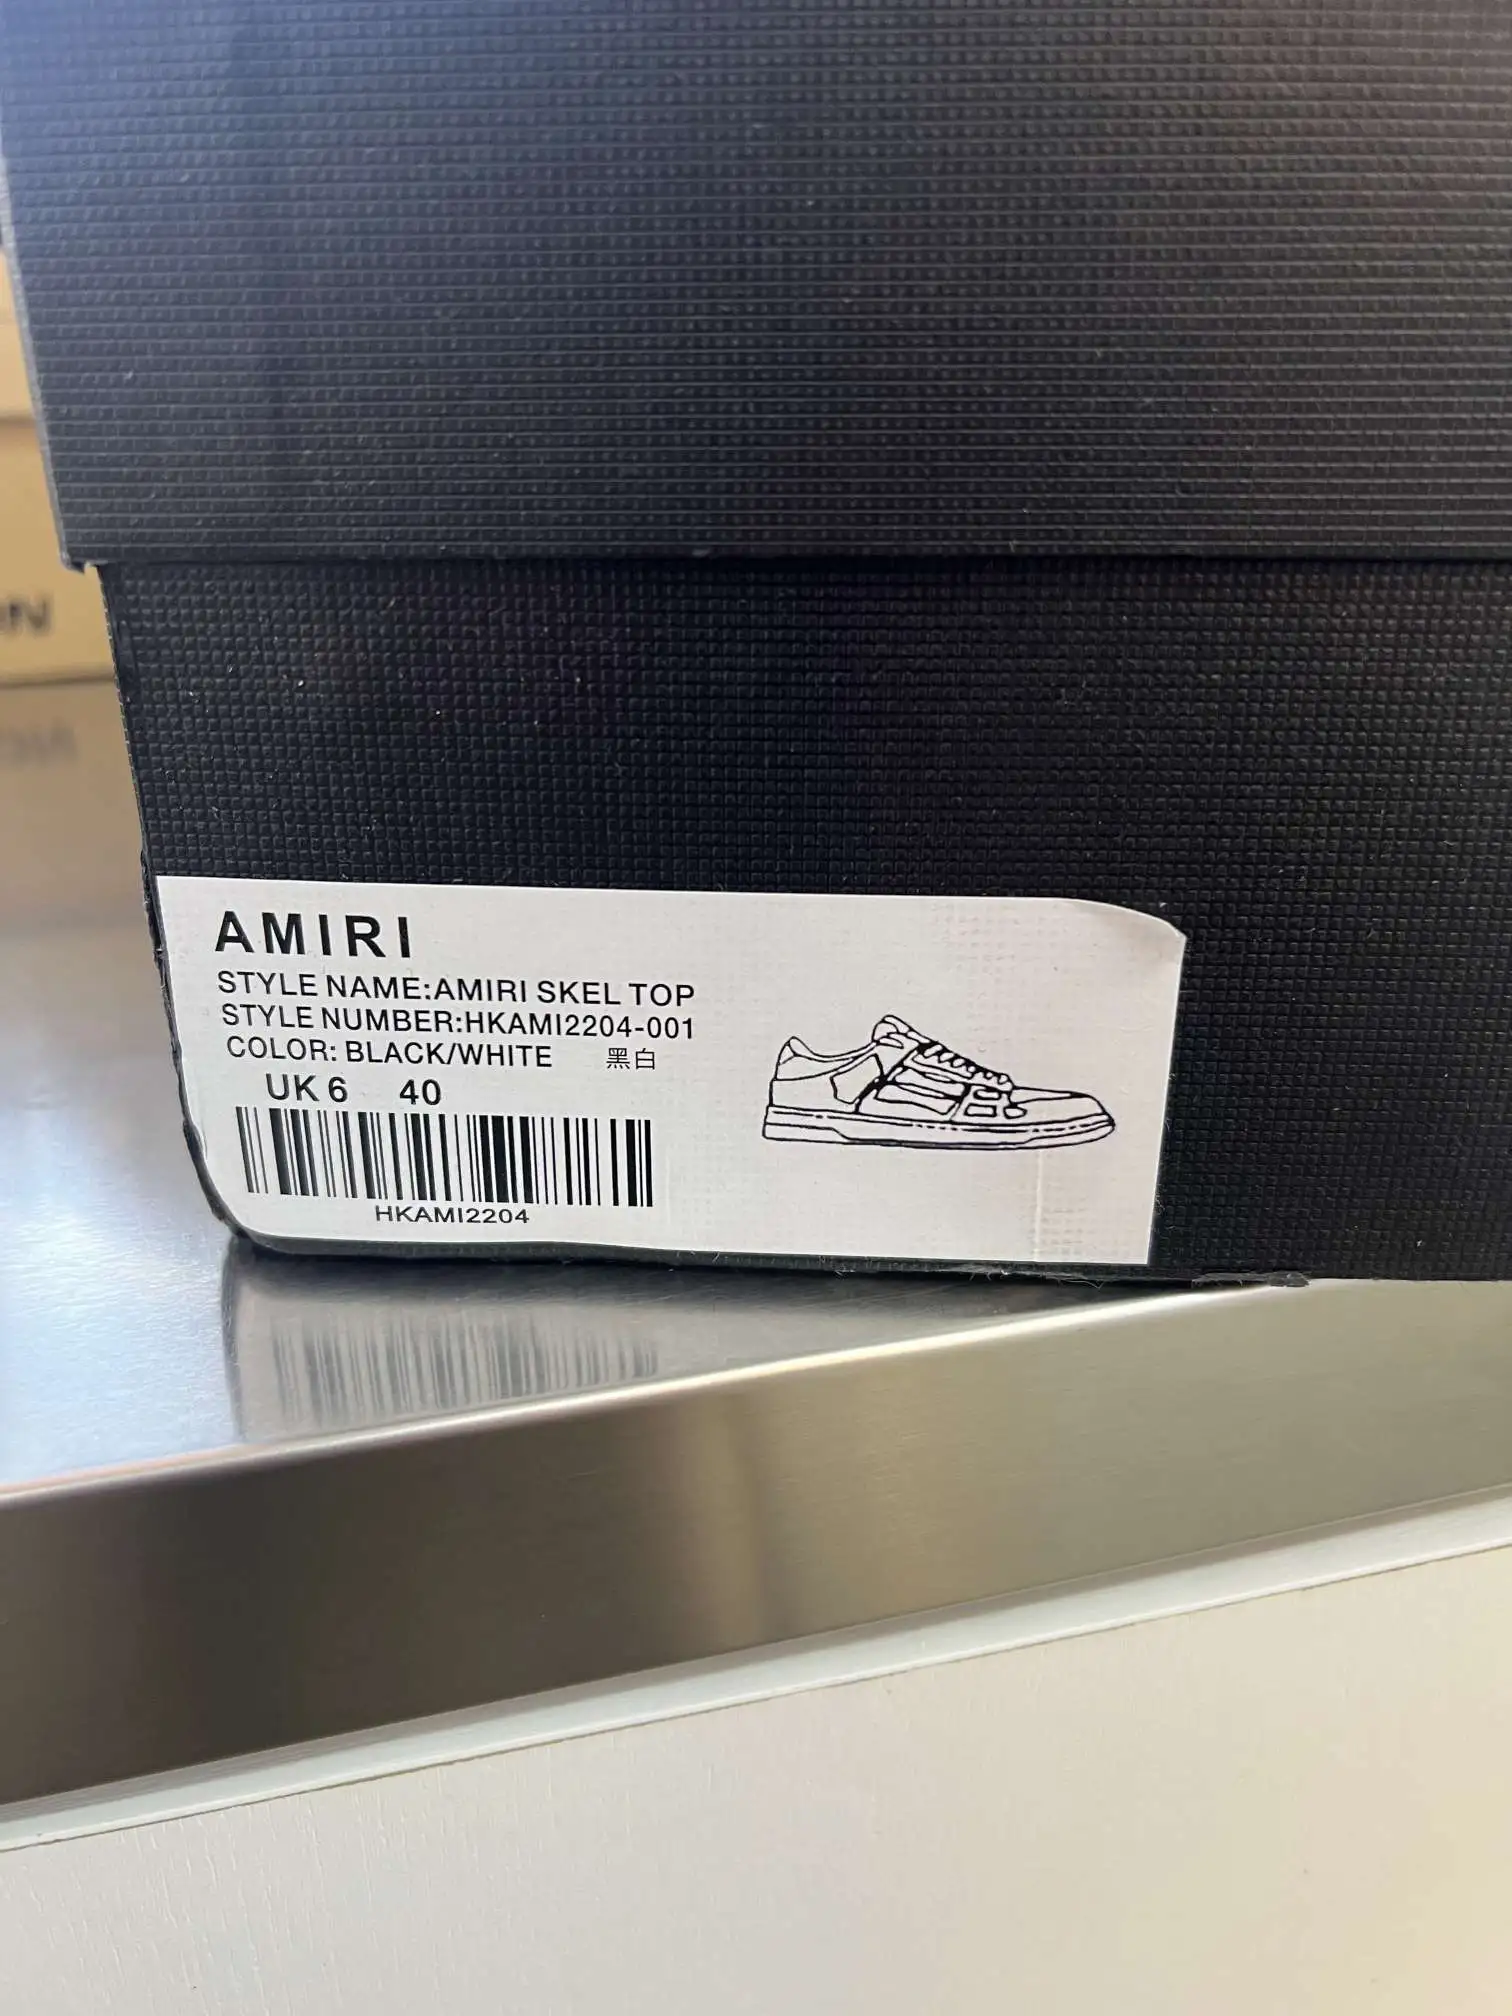 AMIRI
STYLE NAME:AMIRI SKEL TOP
STYLE NUMBER:HKAMI2204-001
COLOR: BLACK/WHITE 黑白
UK 6 40
HKAMI2204